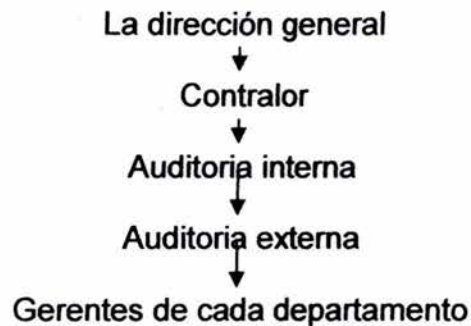 La dirección general
Contralor
Auditoria interna
Auditoria externa
Gerentes de cada departamento